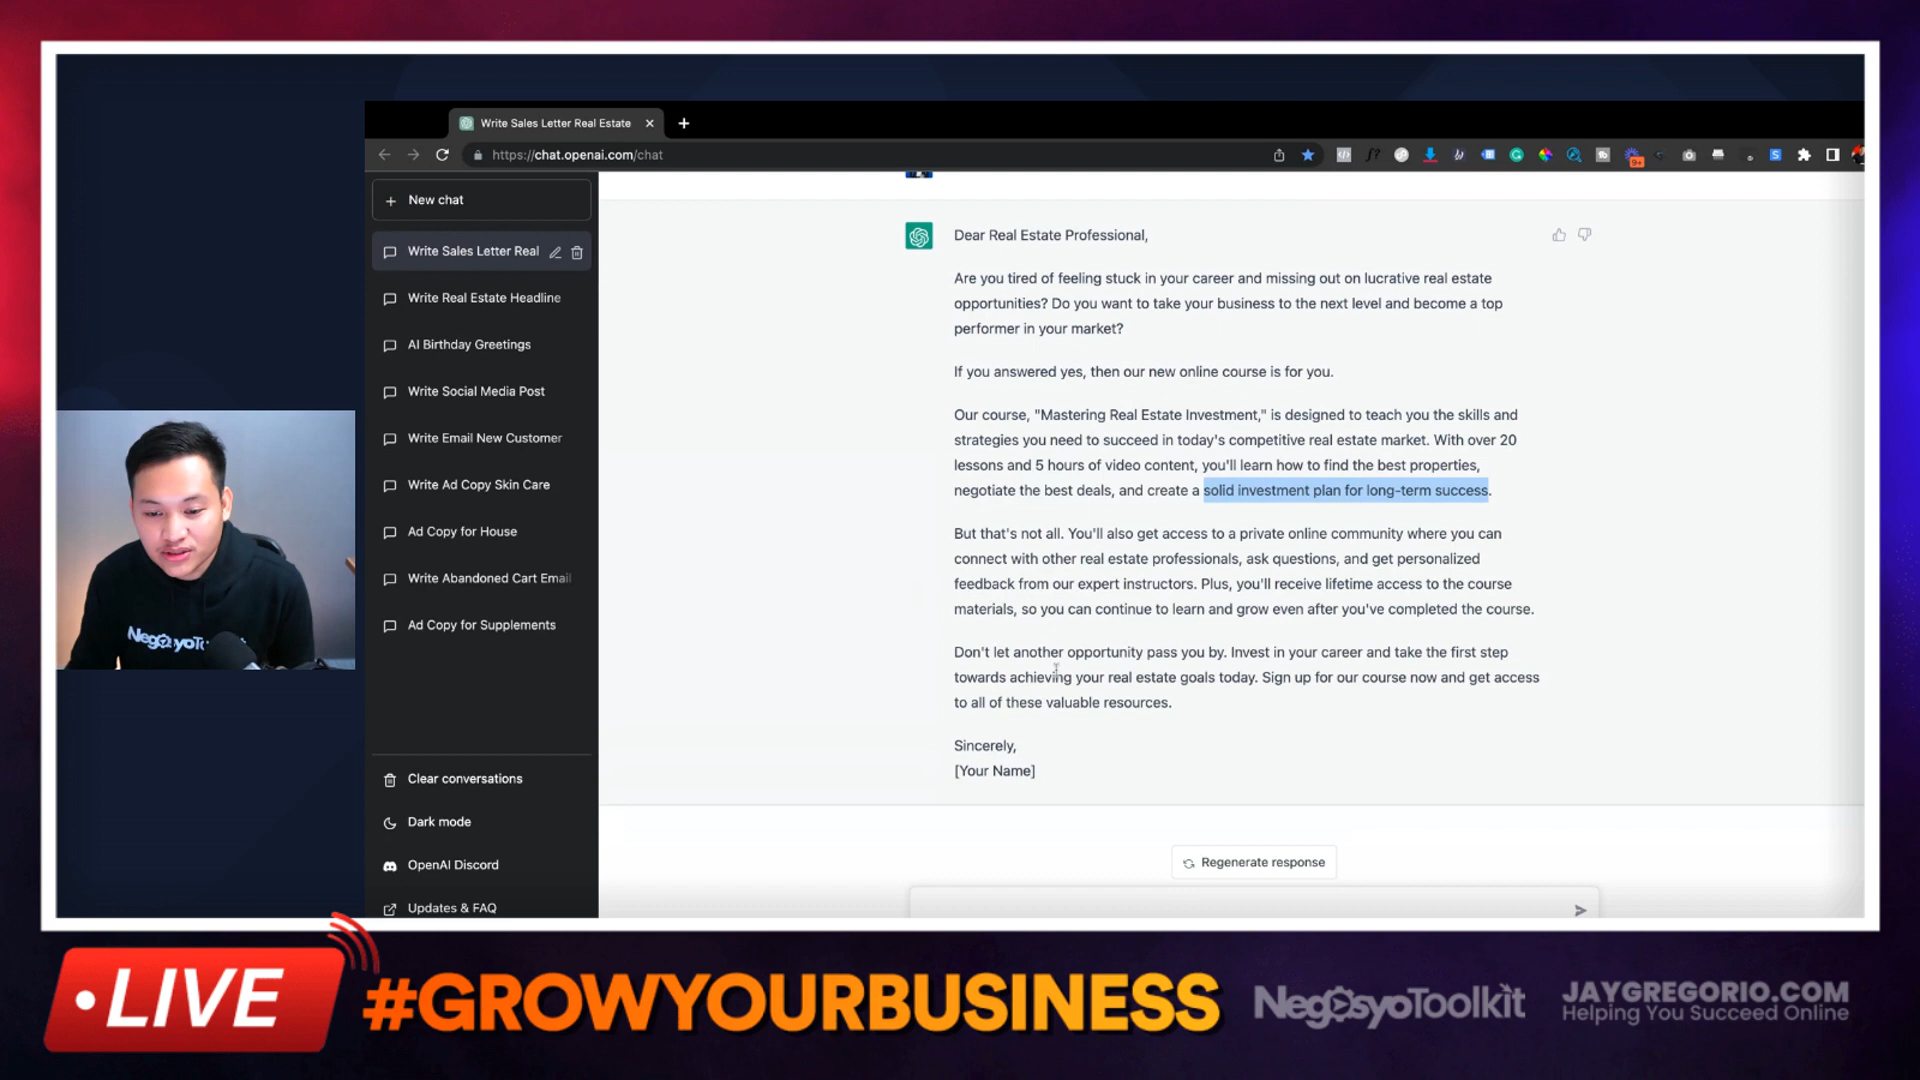 Write Sales Letter Real Estate
https://chat.openai.com/chat
9+
New chat
Write Sales Letter Real
Write Real Estate Headline
AI Birthday Greetings
Write Social Media Post
Write Email New Customer
Write Ad Copy Skin Care
Ad Copy for House
Write Abandoned Cart Email
Ad Copy for Supplements
Clear conversations
Dark mode
OpenAI Discord
Updates & FAQ
Dear Real Estate Professional,
Are you tired of feeling stuck in your career and missing out on lucrative real estate
opportunities? Do you want to take your business to the next level and become a top
performer in your market?
If you answered yes, then our new online course is for you.
Our course, "Mastering Real Estate Investment," is designed to teach you the skills and
strategies you need to succeed in today's competitive real estate market. With over 20
lessons and 5 hours of video content, you'll learn how to find the best properties,
negotiate the best deals, and create a solid investment plan for long-term success.
But that's not all. You'll also get access to a private online community where you can
connect with other real estate professionals, ask questions, and get personalized
feedback from our expert instructors. Plus, you'll receive lifetime access to the course
materials, so you can continue to learn and grow even after you've completed the course.
Don't let another opportunity pass you by. Invest in your career and take the first step
towards achieving your real estate goals today. Sign up for our course now and get access
to all of these valuable resources.
Sincerely,
[Your Name]
Regenerate response
LIVE
#GROWYOURBUSINESS
NegosyoToolkit
JAYGREGORIO.COM
Helping You Succeed Online